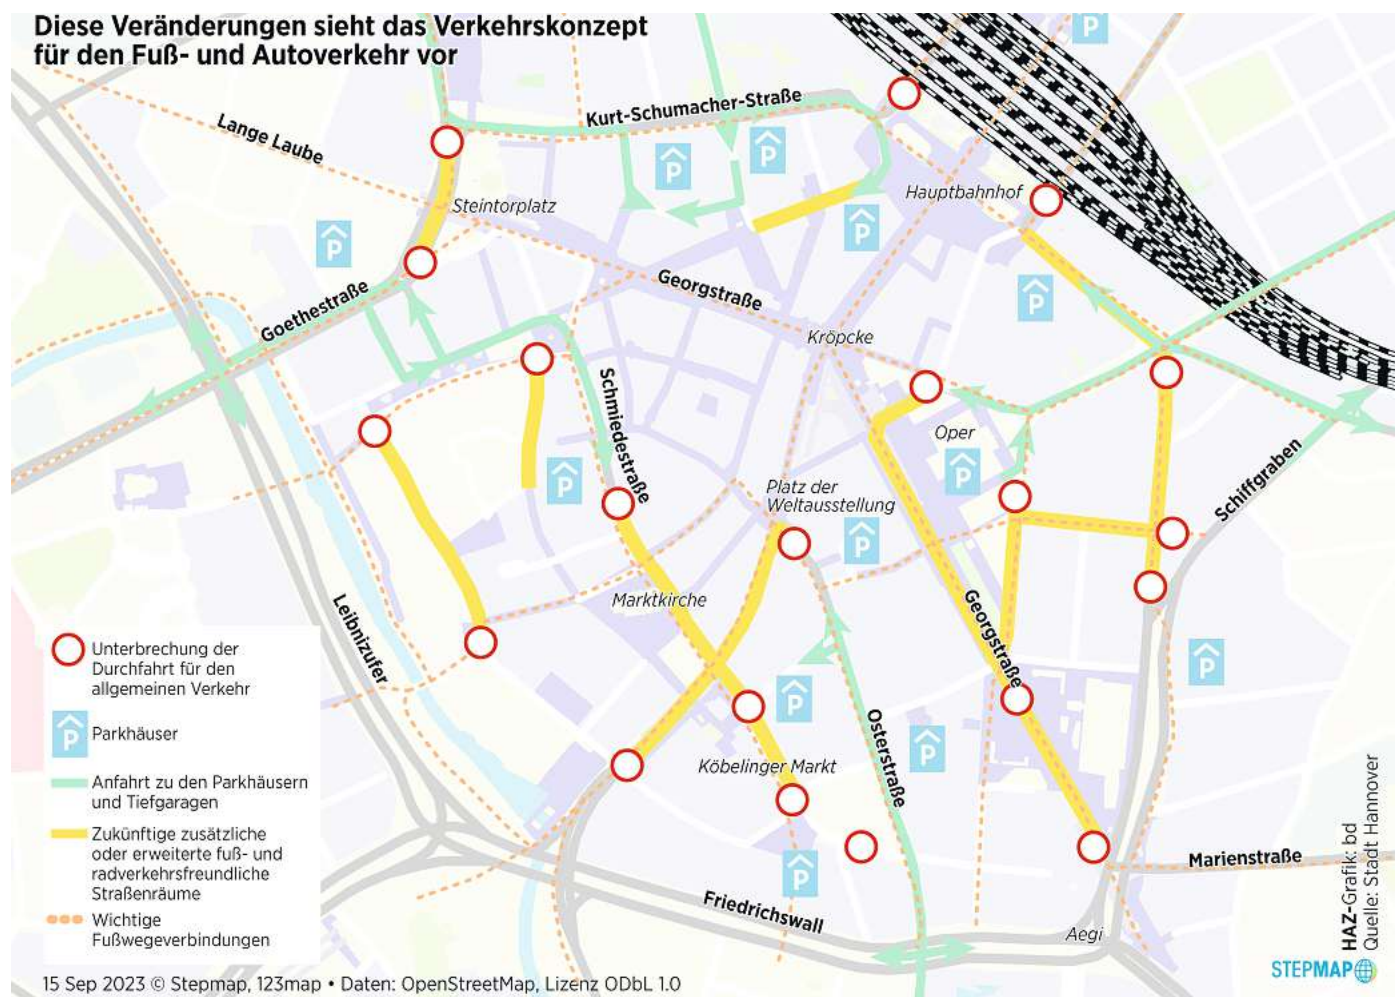 Diese Veränderungen sieht das Verkehrskonzept
für den Fuß- und Autoverkehr vor
P
Kurt-Schumacher-Straße
Lange Laube
P
P
Hauptbahnhof
Steintorplatz
P
P
Georgstraße
P
Goethestraße
Kröpcke
Schmiedestraße
Oper
P
P
Schiffgraben
Platz der
Weltausstellung
P
Marktkirche
Georgstraße
Leibnizufer
P
P
Osterstraße
P
Köbelinger Markt
P
Marienstraße
Friedrichswall
Aegi
Unterbrechung der
Durchfahrt für den
allgemeinen Verkehr
P
Parkhäuser
Anfahrt zu den Parkhäusern
und Tiefgaragen
Zukünftige zusätzliche
oder erweiterte fuß- und
radverkehrsfreundliche
Straßenräume
Wichtige
Fußwegeverbindungen
HAZ-Grafik: bd
Quelle: Stadt Hannover
STEPMAP
15 Sep 2023 © Stepmap, 123map • Daten: OpenStreetMap, Lizenz ODbL 1.0